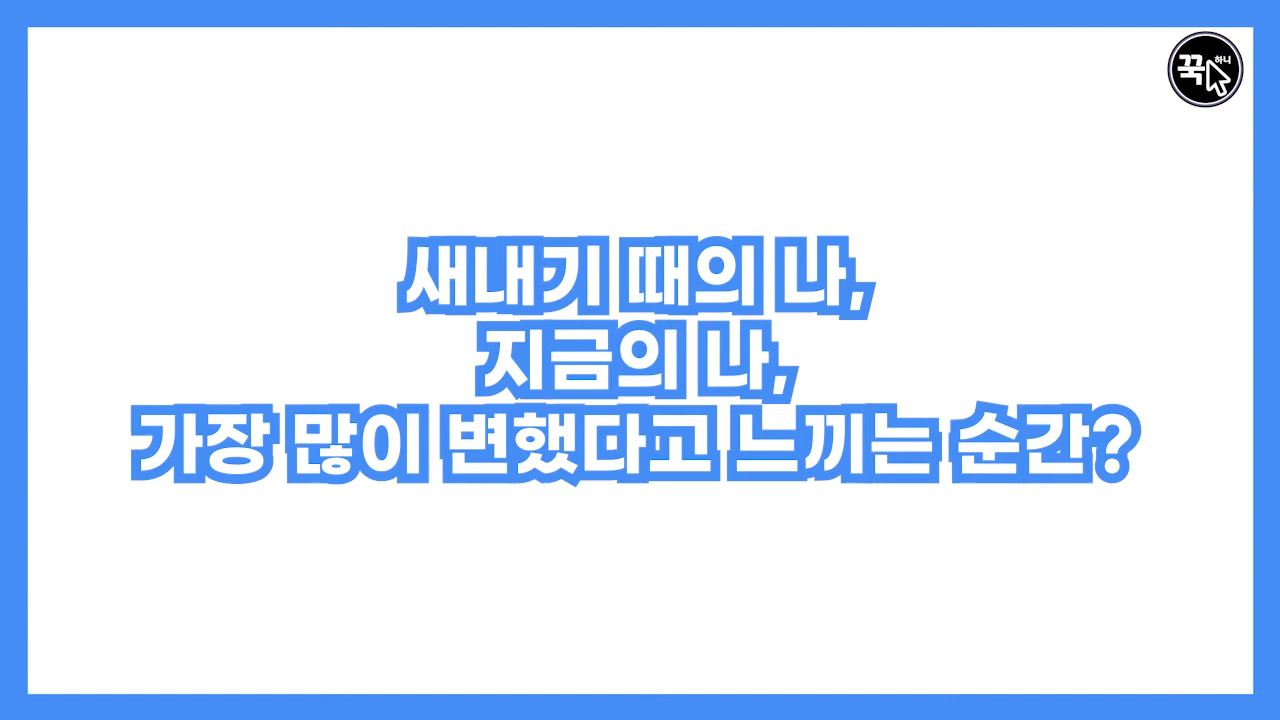 꾹
하니
새내기 때의 나,
지금의 나,
가장 많이 변했다고 느끼는 순간?